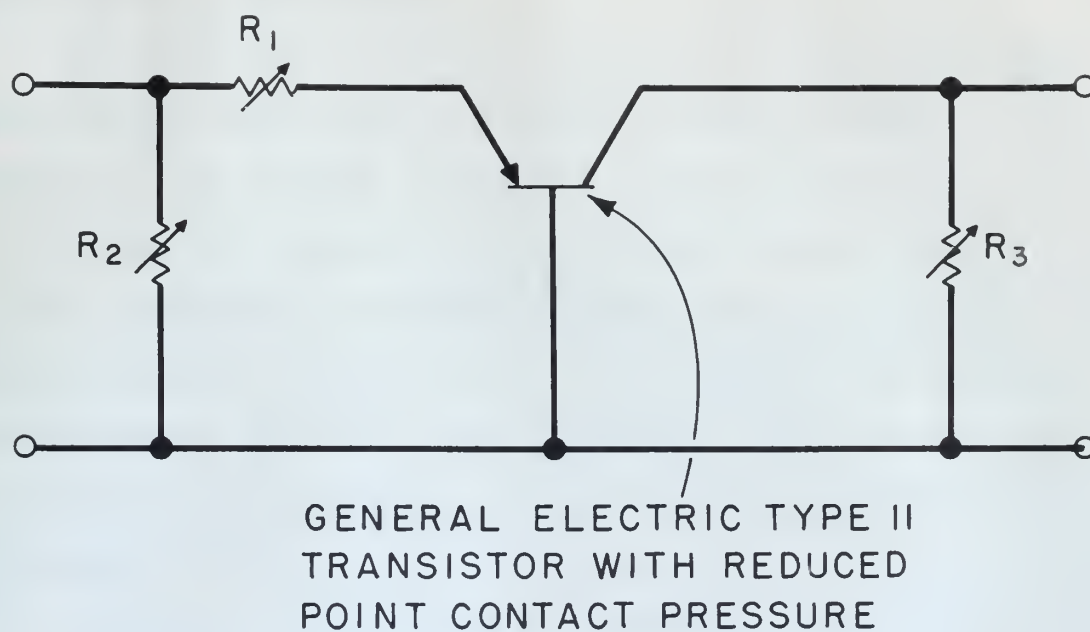 R1
R2
R3
GENERAL ELECTRIC TYPE II
TRANSISTOR WITH REDUCED
POINT CONTACT PRESSURE